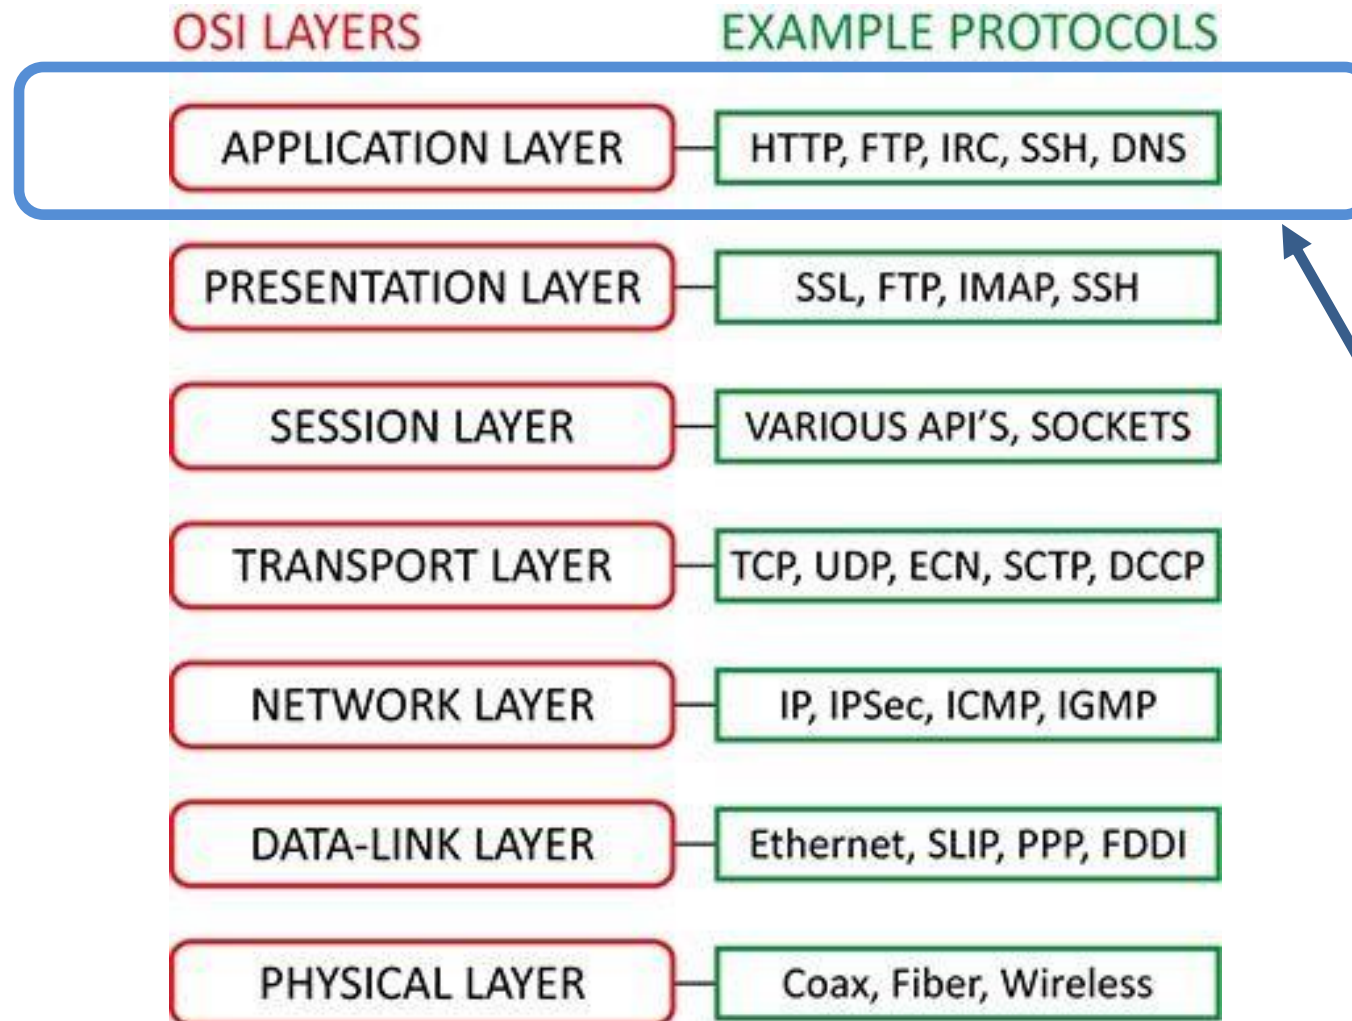 OSI LAYERS EXAMPLE PROTOCOLS
APPLICATION LAYER HTTP, FTP, IRC, SSH, DNS
PRESENTATION LAYER SSL, FTP, IMAP, SSH
SESSION LAYER VARIOUS API'S, SOCKETS
TRANSPORT LAYER TCP, UDP, ECN, SCTP, DCCP
NETWORK LAYER IP, IPSec, ICMP, IGMP
DATA-LINK LAYER Ethernet, SLIP, PPP, FDDI
PHYSICAL LAYER Coax, Fiber, Wireless